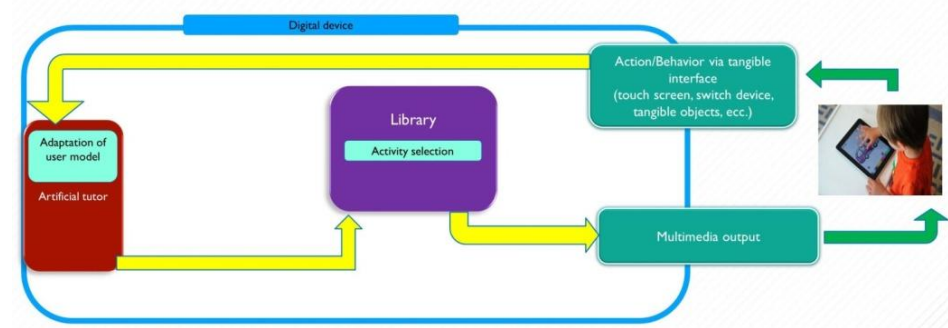 Digital device
Action/Behavior via tangible
interface
(touch screen, switch device,
tangible objects, ecc.)
Library
Activity selection
Adaptation of
user model
Artificial tutor
Multimedia output